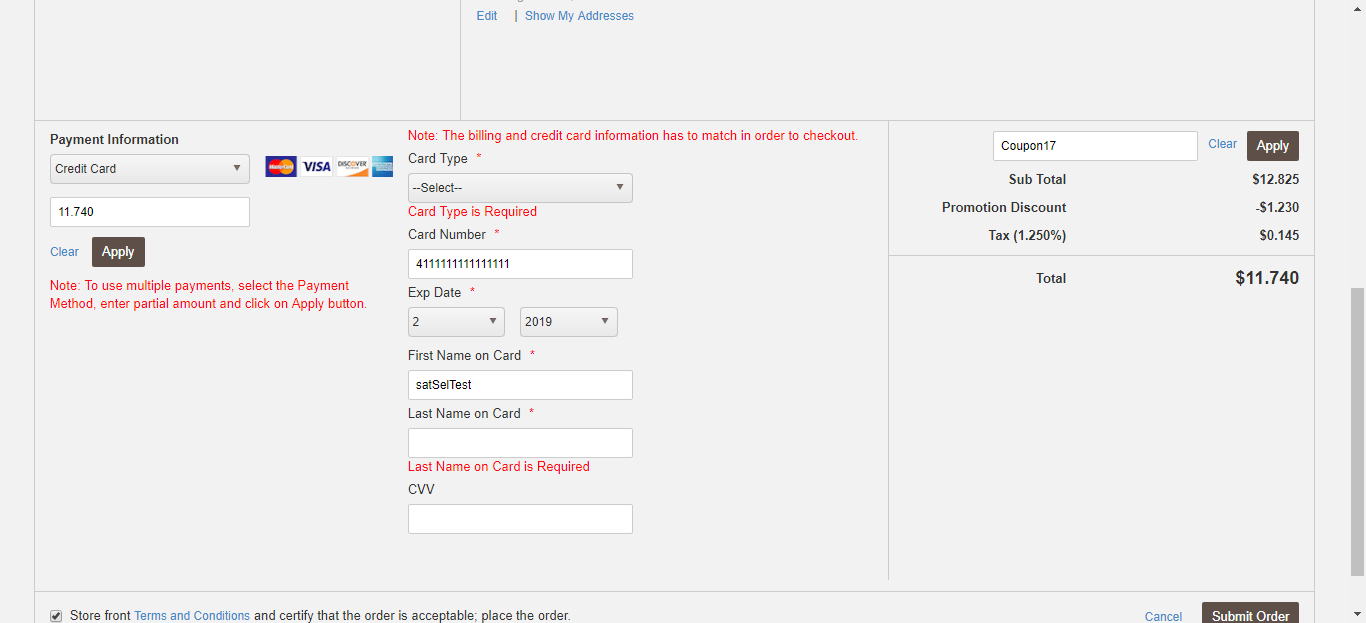 Edit | Show My Addresses
Payment Information
Credit Card
MasterCard VISA DISCOVER
11.740
Clear Apply
Note: To use multiple payments, select the Payment
Method, enter partial amount and click on Apply button.
Note: The billing and credit card information has to match in order to checkout.
Card Type *
--Select--
Card Type is Required
Card Number *
4111111111111111
Exp Date *
2 2019
First Name on Card *
satSelTest
Last Name on Card *
Last Name on Card is Required
CVV
Coupon17 Clear Apply
Sub Total $12.825
Promotion Discount -$1.230
Tax (1.250%) $0.145
Total $11.740
Store front Terms and Conditions and certify that the order is acceptable; place the order.
Cancel Submit Order